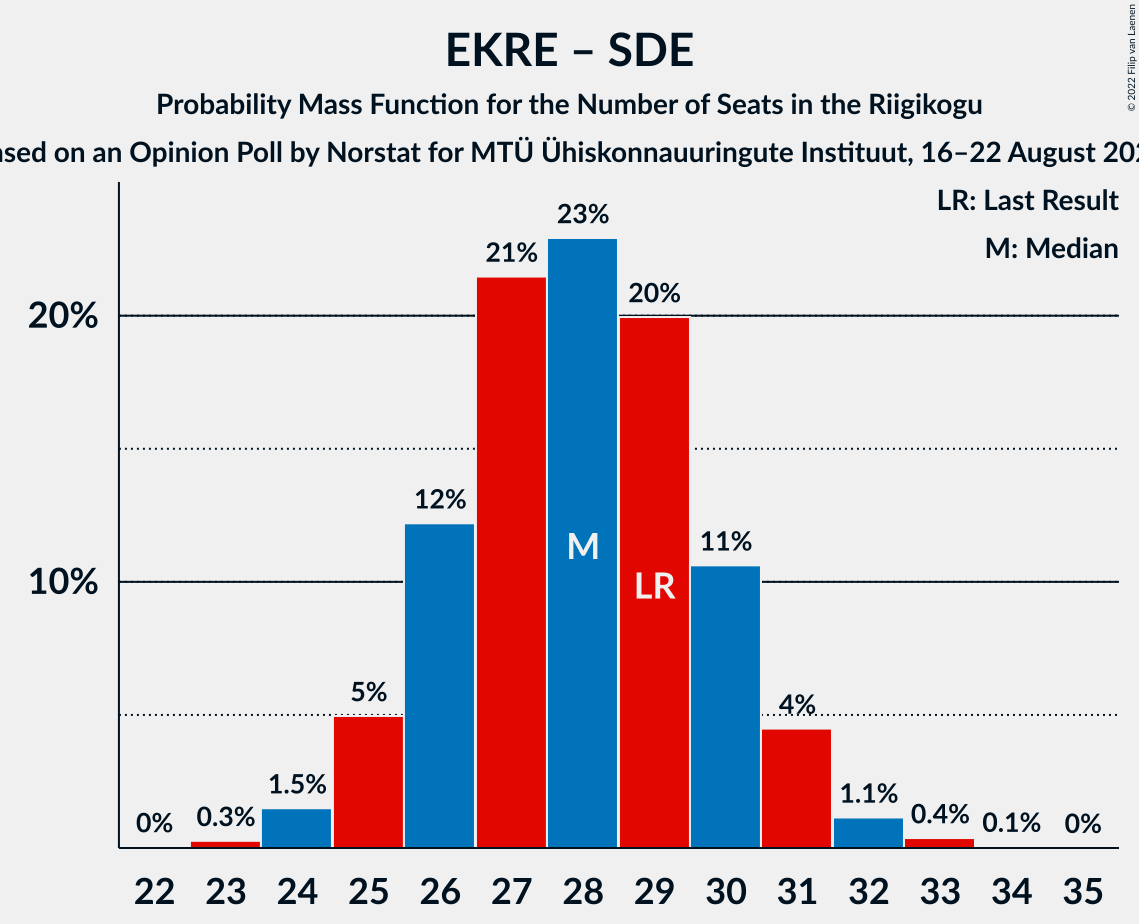 EKRE – SDE
Probability Mass Function for the Number of Seats in the Riigikogu
on an Opinion Poll by Norstat for MTÜ Ühiskonnauuringute Instituut, 16–22 August
© 2022 Filip van Laenen
LR: Last Result
M: Median
23%
21%
20%
20%
12%
M
11%
LR
10%
5%
4%
1.5%
1.1%
0% 0.3% 0.4% 0.1% 0%
22 23 24 25 26 27 28 29 30 31 32 33 34 35